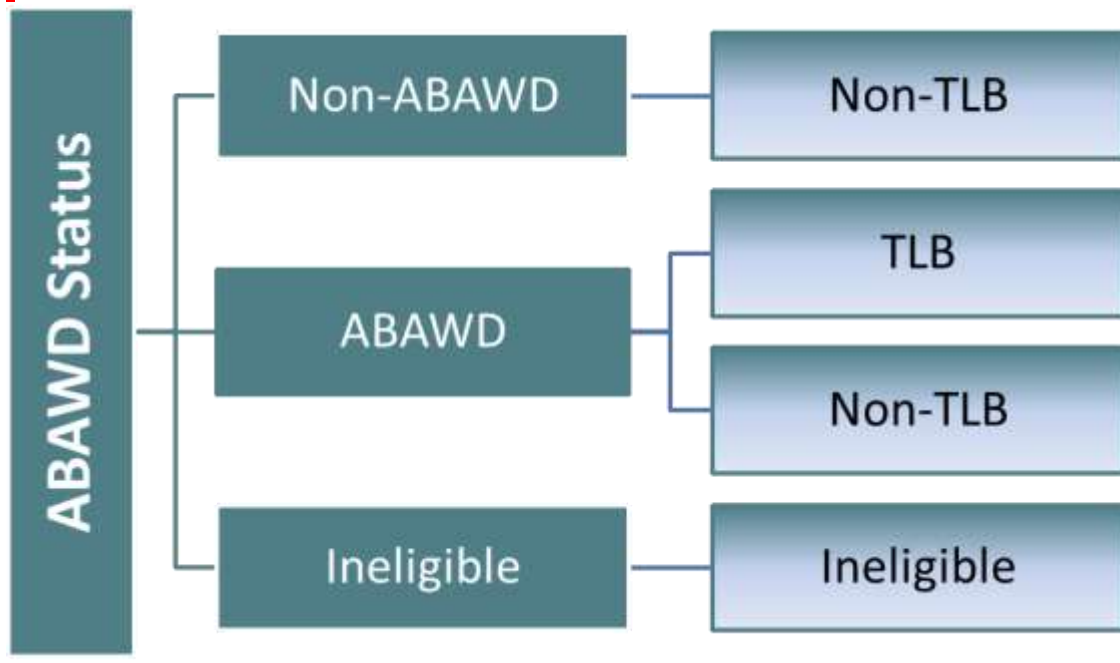 ABAWD Status
Non-ABAWD
Non-TLB
ABAWD
TLB
Non-TLB
Ineligible
Ineligible